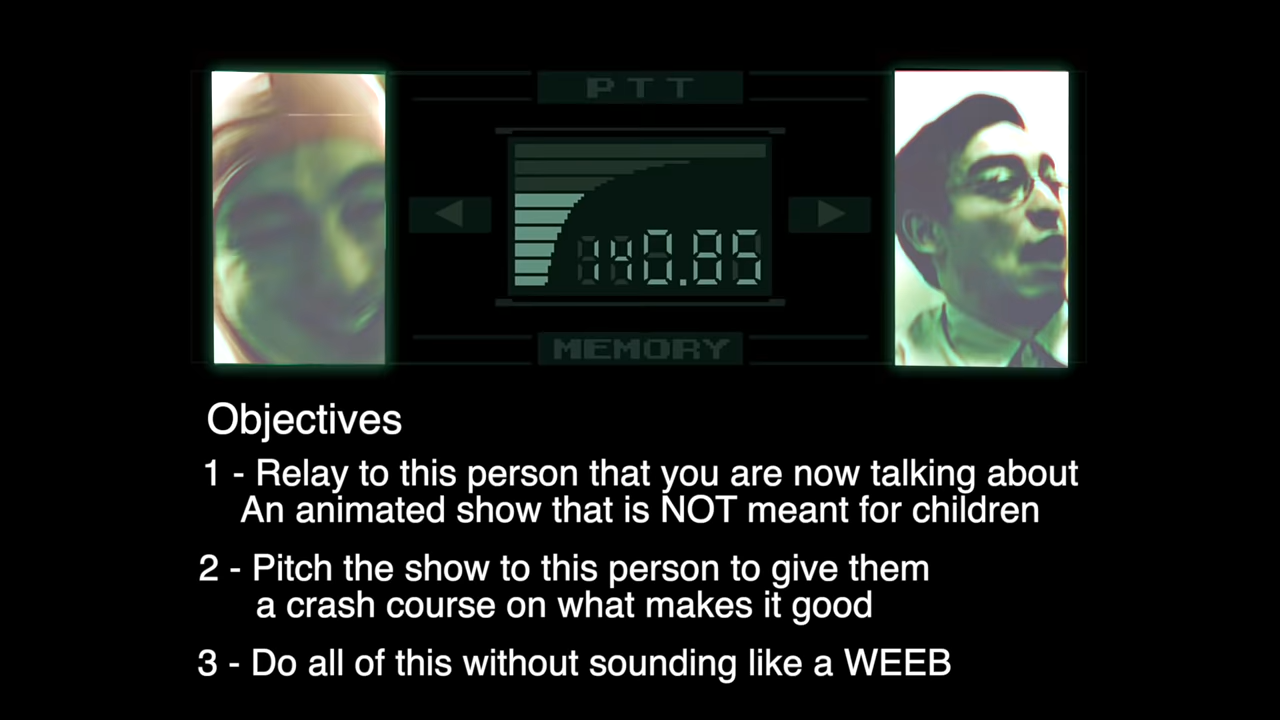 PTT
140.85
MEMORY
Objectives
1 - Relay to this person that you are now talking about
An animated show that is NOT meant for children
2 - Pitch the show to this person to give them
a crash course on what makes it good
3 - Do all of this without sounding like a WEEB